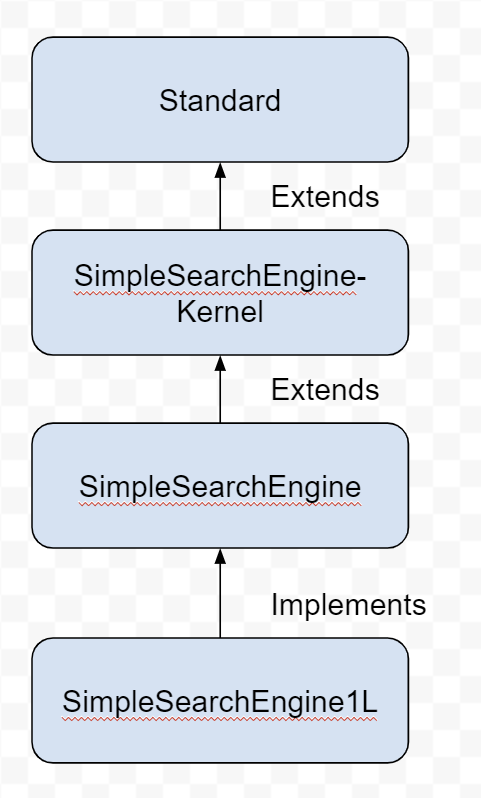 Standard
Extends
SimpleSearchEngine-
Kernel
Extends
SimpleSearchEngine
Implements
SimpleSearchEngine1L